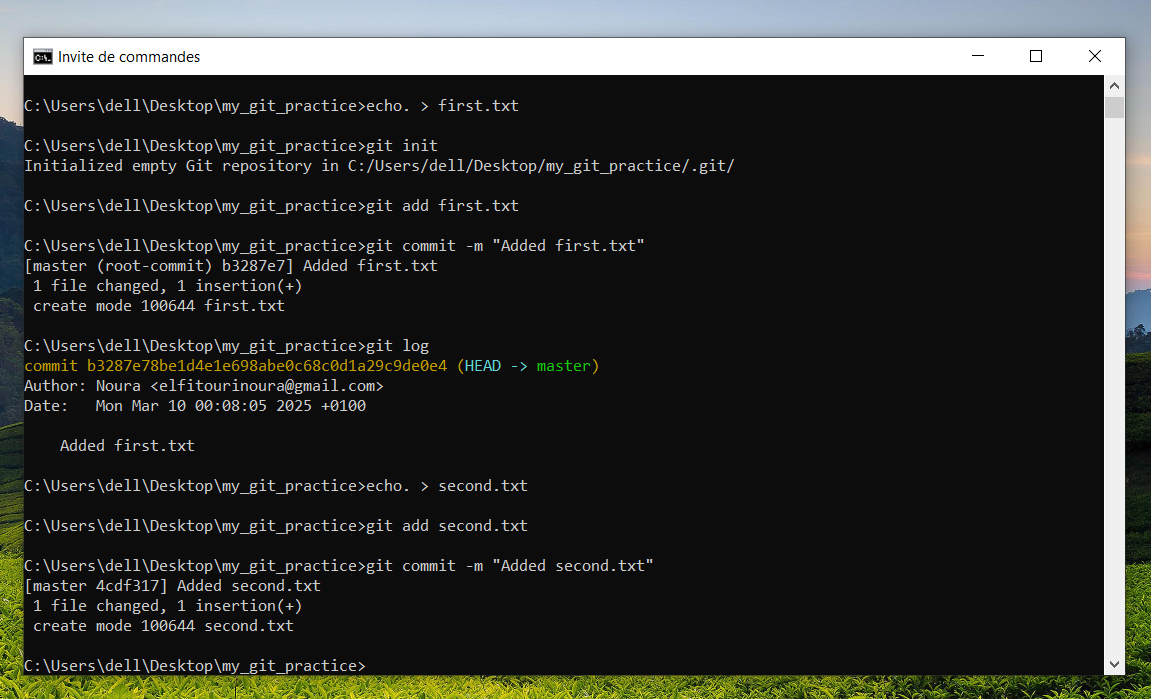 Invite de commandes
C:\Users\dell\Desktop\my_git_practice>echo. > first.txt
C:\Users\dell\Desktop\my_git_practice>git init
Initialized empty Git repository in C:/Users/dell/Desktop/my_git_practice/.git/
C:\Users\dell\Desktop\my_git_practice>git add first.txt
C:\Users\dell\Desktop\my_git_practice>git commit -m "Added first.txt"
[master (root-commit) b3287e7] Added first.txt
 1 file changed, 1 insertion(+)
 create mode 100644 first.txt
C:\Users\dell\Desktop\my_git_practice>git log
commit b3287e78be1d4e1e698abe0c68c0d1a29c9de0e4 (HEAD -> master)
Author: Noura <elfitourinoura@gmail.com>
Date:   Mon Mar 10 00:08:05 2025 +0100
    Added first.txt
C:\Users\dell\Desktop\my_git_practice>echo. > second.txt
C:\Users\dell\Desktop\my_git_practice>git add second.txt
C:\Users\dell\Desktop\my_git_practice>git commit -m "Added second.txt"
[master 4cdf317] Added second.txt
 1 file changed, 1 insertion(+)
 create mode 100644 second.txt
C:\Users\dell\Desktop\my_git_practice>